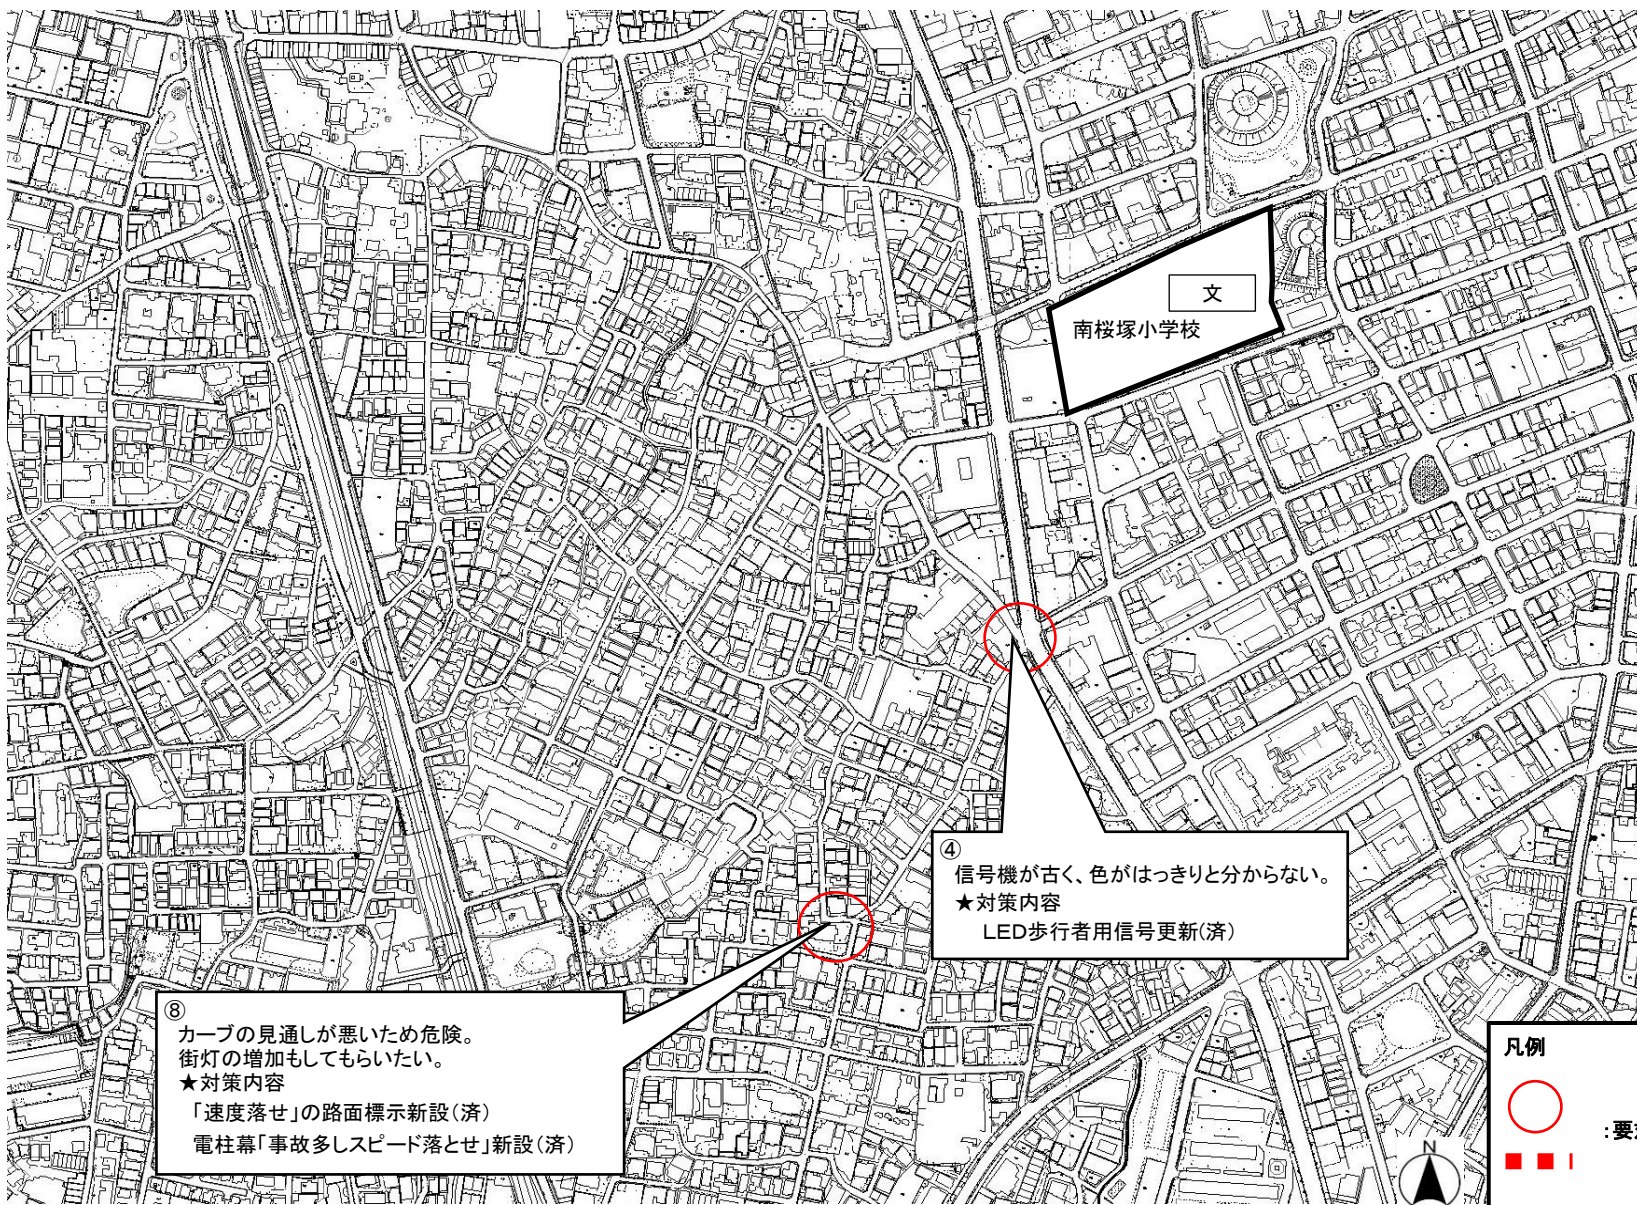 文
南桜塚小学校
④
信号機が古く、色がはっきりと分からない。
★対策内容
LED歩行者用信号更新(済)
⑧
カーブの見通しが悪いため危険。
街灯の増加もしてもらいたい。
★対策内容
「速度落せ」の路面標示新設(済)
電柱幕「事故多しスピード落とせ」新設(済)
凡例
:要
N